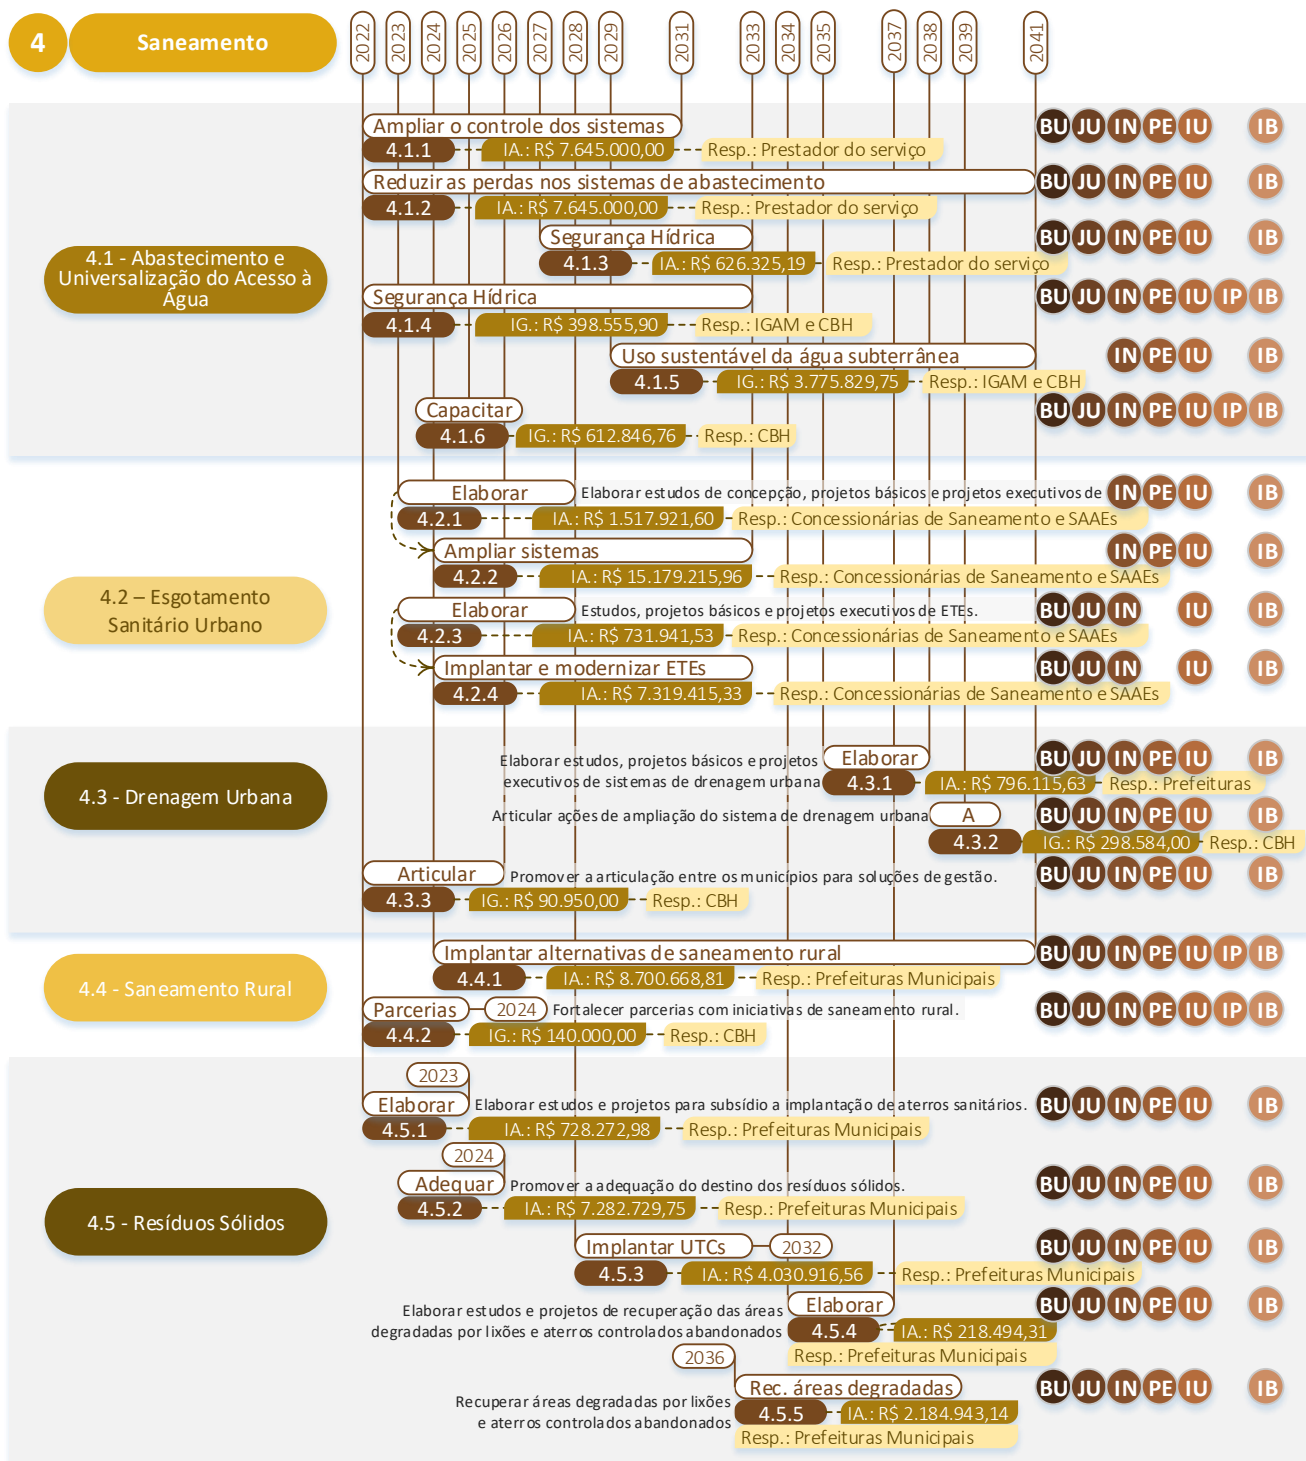 4
Saneamento
2022
2023
2024
2025
2026
2027
2028
2029
2031
2033
2034
2035
2037
2038
2039
2041
4.1 - Abastecimento e
Universalização do Acesso à
Água
Ampliar o controle dos sistemas
BU JU IN PE IU IB
4.1.1 IA.: R$ 7.645.000,00 Resp.: Prestador do serviço
Reduzir as perdas nos sistemas de abastecimento
BU JU IN PE IU IB
4.1.2 IA.: R$ 7.645.000,00 Resp.: Prestador do serviço
Segurança Hídrica
BU JU IN PE IU IB
4.1.3 IA.: R$ 626.325,19 Resp.: Prestador do serviço
Segurança Hídrica
BU JU IN PE IU IP IB
4.1.4 IG.: R$ 398.555,90 Resp.: IGAM e CBH
Uso sustentável da água subterrânea
IN PE IU IB
4.1.5 IG.: R$ 3.775.829,75 Resp.: IGAM e CBH
Capacitar
BU JU IN PE IU IP IB
4.1.6 IG.: R$ 612.846,76 Resp.: CBH
4.2 – Esgotamento
Sanitário Urbano
Elaborar Elaborar estudos de concepção, projetos básicos e projetos executivos de
IN PE IU IB
4.2.1 IA.: R$ 1.517.921,60 Resp.: Concessionárias de Saneamento e SAAEs
Ampliar sistemas
IN PE IU IB
4.2.2 IA.: R$ 15.179.215,96 Resp.: Concessionárias de Saneamento e SAAEs
Elaborar Estudos, projetos básicos e projetos executivos de ETEs.
BU JU IN IU IB
4.2.3 IA.: R$ 731.941,53 Resp.: Concessionárias de Saneamento e SAAEs
Implantar e modernizar ETEs
BU JU IN IU IB
4.2.4 IA.: R$ 7.319.415,33 Resp.: Concessionárias de Saneamento e SAAEs
4.3 - Drenagem Urbana
Elaborar estudos, projetos básicos e projetos
executivos de sistemas de drenagem urbana
Elaborar
BU JU IN PE IU IB
4.3.1 IA.: R$ 796.115,63 Resp.: Prefeituras
Articular ações de ampliação do sistema de drenagem urbana
A
BU JU IN PE IU IB
4.3.2 IG.: R$ 298.584,00 Resp.: CBH
Articular Promover a articulação entre os municípios para soluções de gestão.
BU JU IN PE IU IB
4.3.3 IG.: R$ 90.950,00 Resp.: CBH
4.4 - Saneamento Rural
Implantar alternativas de saneamento rural
BU JU IN PE IU IP IB
4.4.1 IA.: R$ 8.700.668,81 Resp.: Prefeituras Municipais
Parcerias 2024 Fortalecer parcerias com iniciativas de saneamento rural.
BU JU IN PE IU IP IB
4.4.2 IG.: R$ 140.000,00 Resp.: CBH
4.5 - Resíduos Sólidos
2023
Elaborar Elaborar estudos e projetos para subsídio a implantação de aterros sanitários.
BU JU IN PE IU IB
4.5.1 IA.: R$ 728.272,98 Resp.: Prefeituras Municipais
2024
Adequar Promover a adequação do destino dos resíduos sólidos.
BU JU IN PE IU IB
4.5.2 IA.: R$ 7.282.729,75 Resp.: Prefeituras Municipais
Implantar UTCs 2032
BU JU IN PE IU IB
4.5.3 IA.: R$ 4.030.916,56 Resp.: Prefeituras Municipais
Elaborar estudos e projetos de recuperação das áreas
degradadas por lixões e aterros controlados abandonados
Elaborar
BU JU IN PE IU IB
4.5.4 IA.: R$ 218.494,31
Resp.: Prefeituras Municipais
2036
Rec. áreas degradadas
BU JU IN PE IU IB
Recuperar áreas degradadas por lixões
e aterros controlados abandonados
4.5.5 IA.: R$ 2.184.943,14
Resp.: Prefeituras Municipais